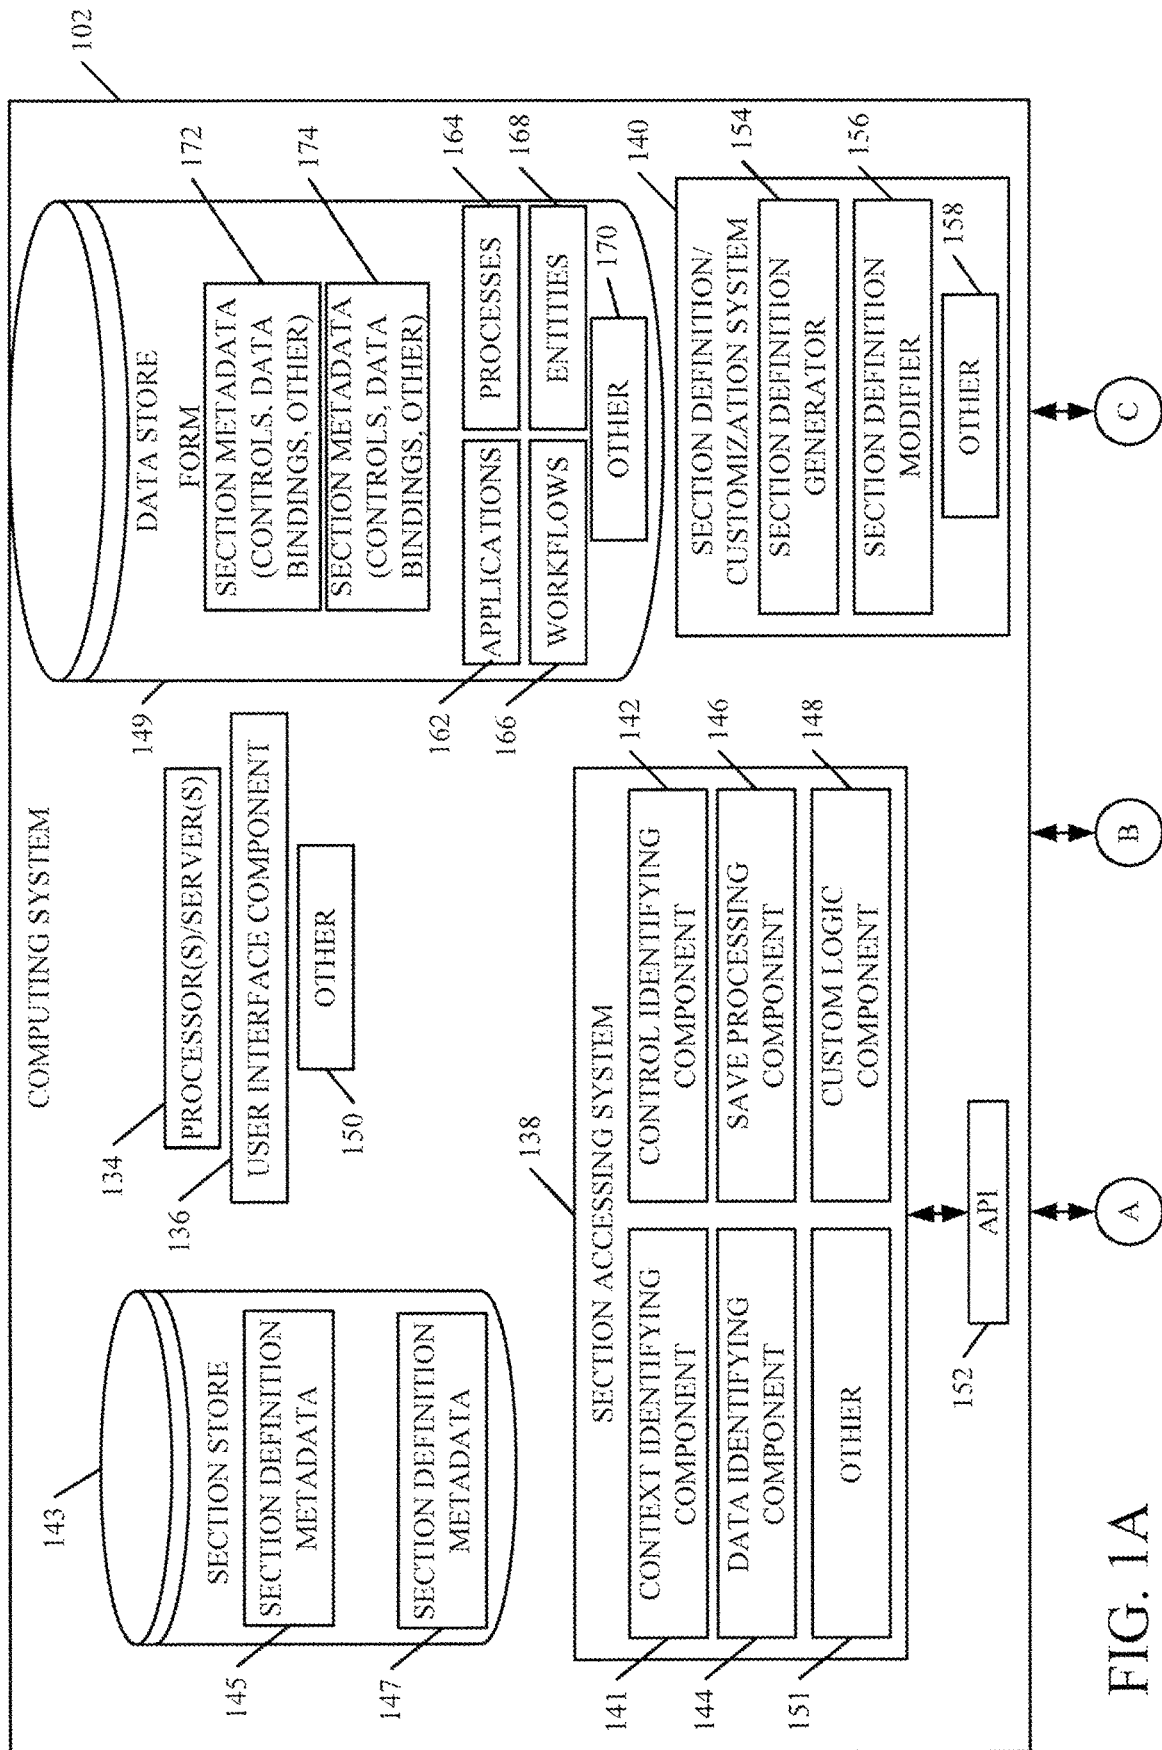 102
COMPUTING SYSTEM
143
SECTION STORE
SECTION DEFINITION
METADATA
145
SECTION DEFINITION
METADATA
147
134
PROCESSOR(S)/SERVER(S)
136
USER INTERFACE COMPONENT
OTHER
150
149
DATA STORE
FORM
SECTION METADATA
(CONTROLS, DATA
BINDINGS, OTHER)
172
SECTION METADATA
(CONTROLS, DATA
BINDINGS, OTHER)
174
APPLICATIONS
162
PROCESSES
164
WORKFLOWS
166
ENTITIES
168
OTHER
170
138
SECTION ACCESSING SYSTEM
CONTEXT IDENTIFYING
COMPONENT
141
CONTROL IDENTIFYING
COMPONENT
142
DATA IDENTIFYING
COMPONENT
144
SAVE PROCESSING
COMPONENT
146
OTHER
151
CUSTOM LOGIC
COMPONENT
148
API
152
140
SECTION DEFINITION/
CUSTOMIZATION SYSTEM
SECTION DEFINITION
GENERATOR
154
SECTION DEFINITION
MODIFIER
156
OTHER
158
A
B
C
FIG. 1A